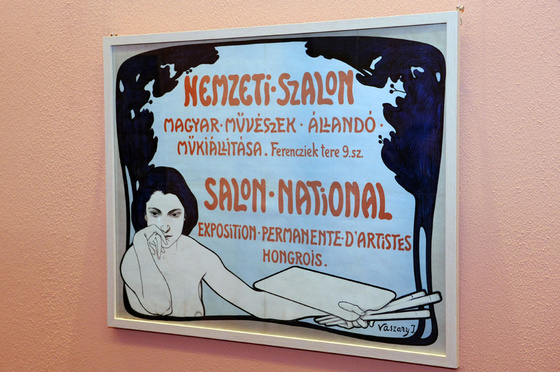 NEMZETI·SZALON
MAGYAR·MŰVÉSZEK·ÁLLANDÓ·
MŰKIÁLLÍTÁSA. Ferencziek tere 9.sz.
SALON·NATIONAL
EXPOSITION·PERMANENTE·D'ARTISTES
HONGROIS.
Vaszary J.